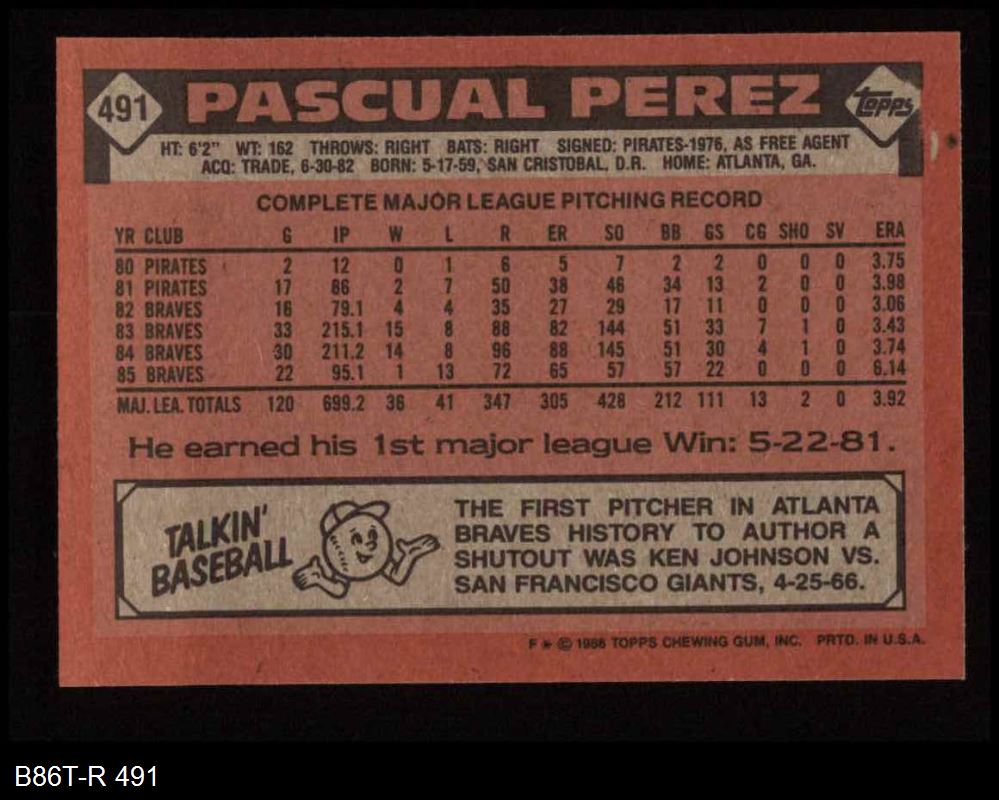 491 PASCUAL PEREZ Topps
HT: 6'2" WT: 162 THROWS: RIGHT BATS: RIGHT SIGNED: PIRATES-1976, AS FREE AGENT
ACQ: TRADE, 6-30-82 BORN: 5-17-59, SAN CRISTOBAL, D.R. HOME: ATLANTA, GA.
COMPLETE MAJOR LEAGUE PITCHING RECORD
YR CLUB G IP W L R ER SO BB GS CG SHO SV ERA
80 PIRATES 2 12 0 1 6 5 7 2 2 0 0 0 3.75
81 PIRATES 17 86 2 7 50 38 46 34 13 2 0 0 3.98
82 BRAVES 16 79.1 4 4 35 27 29 17 11 0 0 0 3.06
83 BRAVES 33 215.1 15 8 88 82 144 51 33 7 1 0 3.43
84 BRAVES 30 211.2 14 8 96 88 145 51 30 4 1 0 3.74
85 BRAVES 22 95.1 1 13 72 65 57 57 22 0 0 0 6.14
MAJ. LEA. TOTALS 120 699.2 36 41 347 305 428 212 111 13 2 0 3.92
He earned his 1st major league Win: 5-22-81.
TALKIN'
BASEBALL
THE FIRST PITCHER IN ATLANTA
BRAVES HISTORY TO AUTHOR A
SHUTOUT WAS KEN JOHNSON VS.
SAN FRANCISCO GIANTS, 4-25-66.
F * © 1986 TOPPS CHEWING GUM, INC. PRTD. IN U.S.A.
B86T-R 491